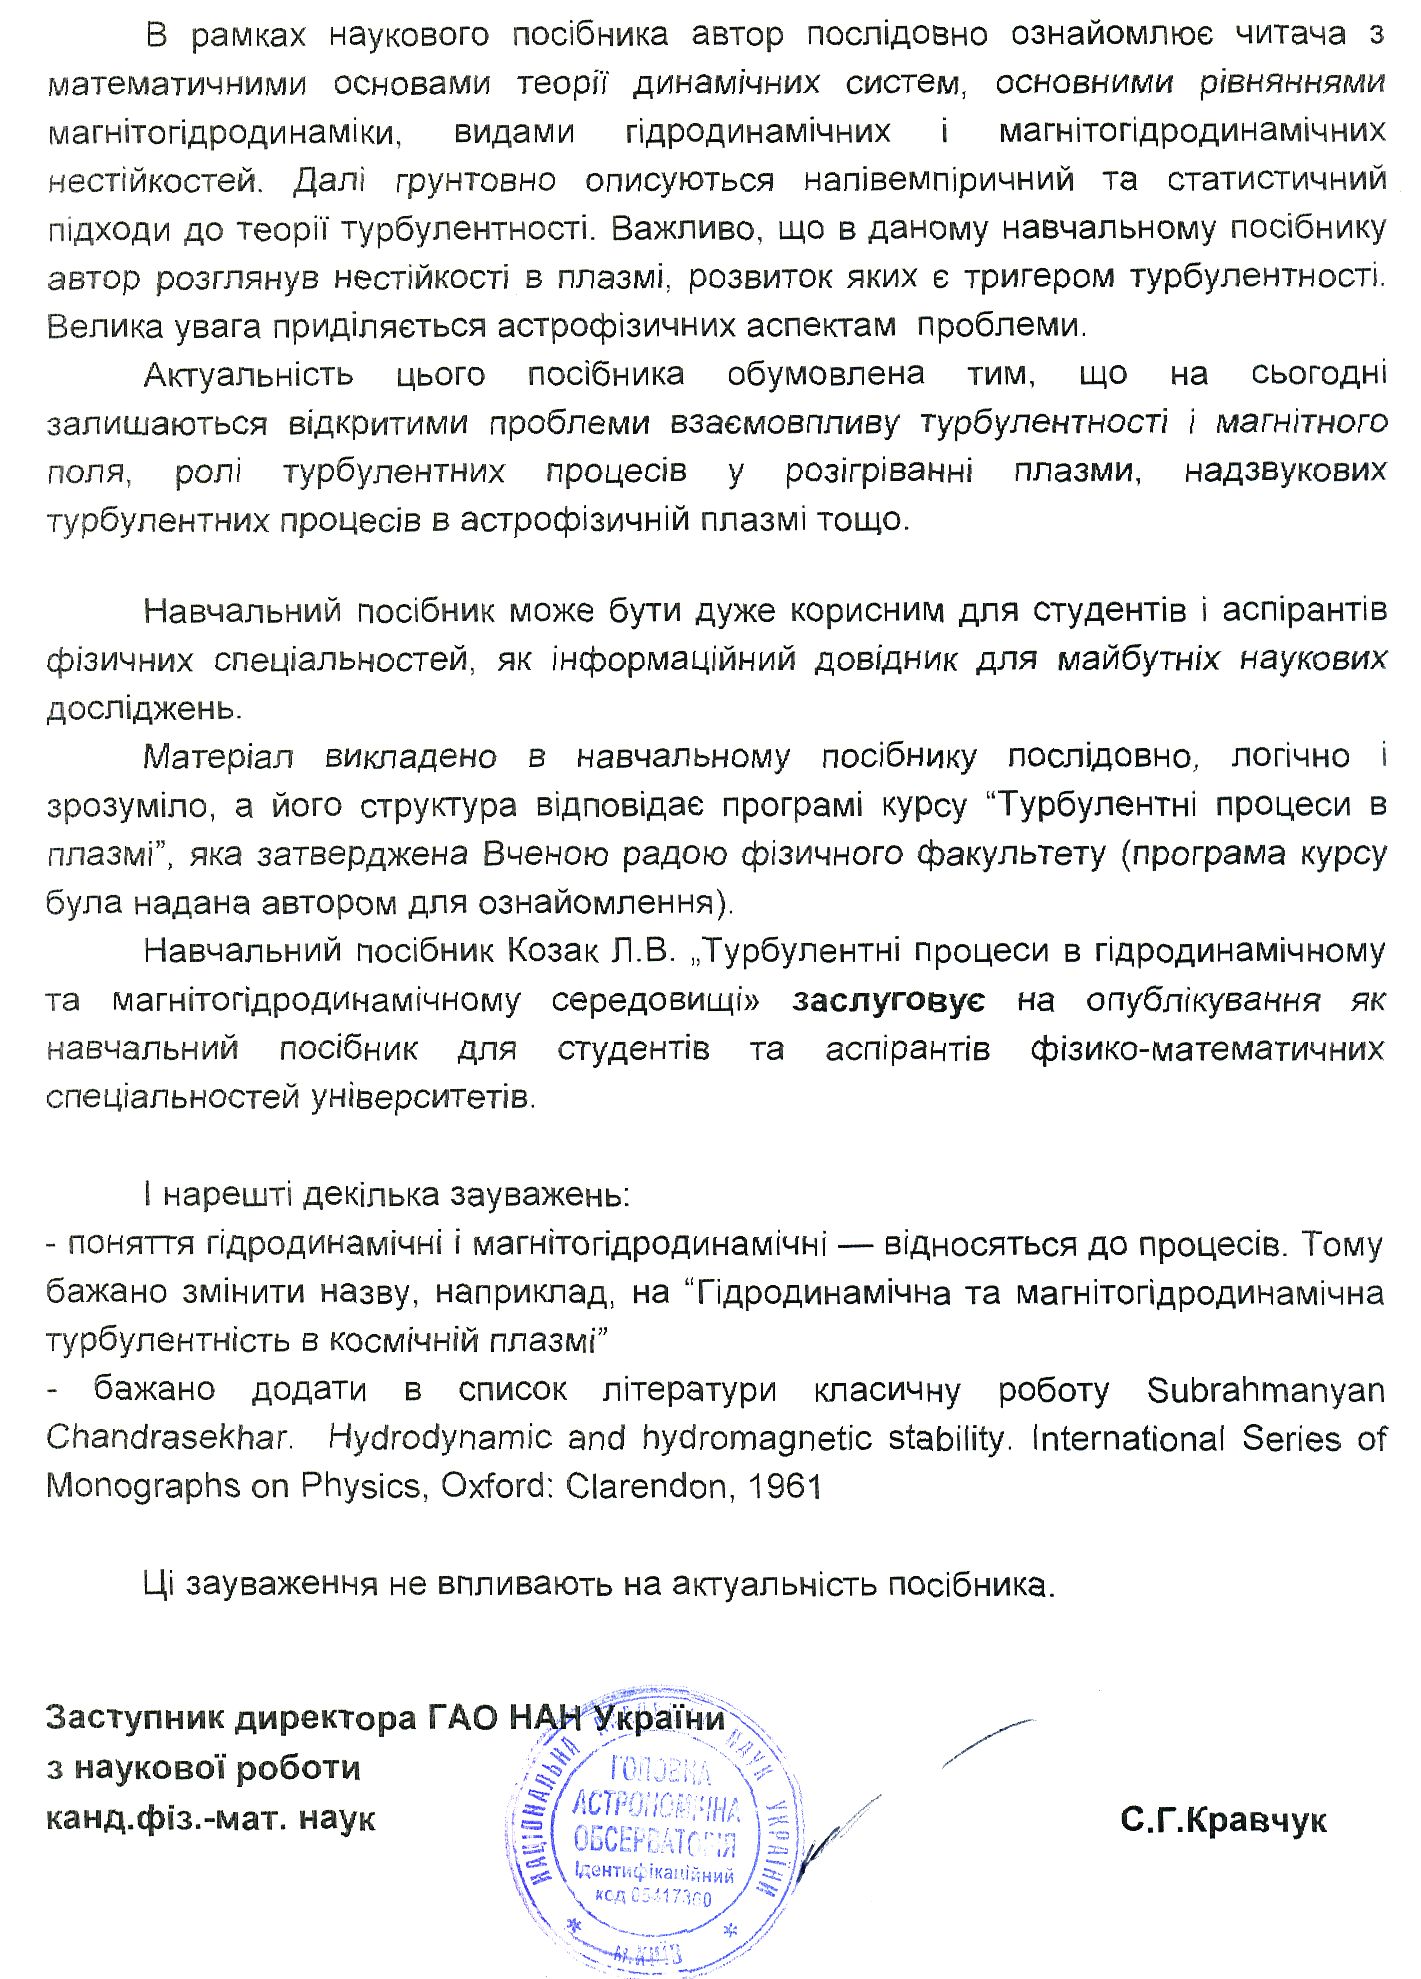 В рамках наукового посібника автор послідовно ознайомлює читача з
математичними основами теорії динамічних систем, основними рівняннями
магнітогідродинаміки, видами гідродинамічних і магнітогідродинамічних
нестійкостей. Далі грунтовно описуються напівемпіричний та статистичний
підходи до теорії турбулентності. Важливо, що в даному навчальному посібнику
автор розглянув нестійкості в плазмі, розвиток яких є тригером турбулентності.
Велика увага приділяється астрофізичних аспектам проблеми.
Актуальність цього посібника обумовлена тим, що на сьогодні
залишаються відкритими проблеми взаємовпливу турбулентності і магнітного
поля, ролі турбулентних процесів у розігріванні плазми, надзвукових
турбулентних процесів в астрофізичній плазмі тощо.
Навчальний посібник може бути дуже корисним для студентів і аспірантів
фізичних спеціальностей, як інформаційний довідник для майбутніх наукових
досліджень.
Матеріал викладено в навчальному посібнику послідовно, логічно і
зрозуміло, а його структура відповідає програмі курсу “Турбулентні процеси в
плазмі”, яка затверджена Вченою радою фізичного факультету (програма курсу
була надана автором для ознайомлення).
Навчальний посібник Козак Л.В. „Турбулентні процеси в гідродинамічному
та магнітогідродинамічному середовищі» заслуговує на опублікування як
навчальний посібник для студентів та аспірантів фізико-математичних
спеціальностей університетів.
І нарешті декілька зауважень:
- поняття гідродинамічні і магнітогідродинамічні — відносяться до процесів. Тому
бажано змінити назву, наприклад, на “Гідродинамічна та магнітогідродинамічна
турбулентність в космічній плазмі”
- бажано додати в список літератури класичну роботу Subrahmanyan
Chandrasekhar. Hydrodynamic and hydromagnetic stability. International Series of
Monographs on Physics, Oxford: Clarendon, 1961
Ці зауваження не впливають на актуальність посібника.
Заступник директора ГАО НАН України
з наукової роботи
канд.фіз.-мат. наук
С.Г.Кравчук
НАЦІОНАЛЬНА АКАДЕМІЯ НАУК УКРАЇНИ
ГОЛОВНА
АСТРОНОМІЧНА
ОБСЕРВАТОРІЯ
Ідентифікаційний
код
м.КИЇВ